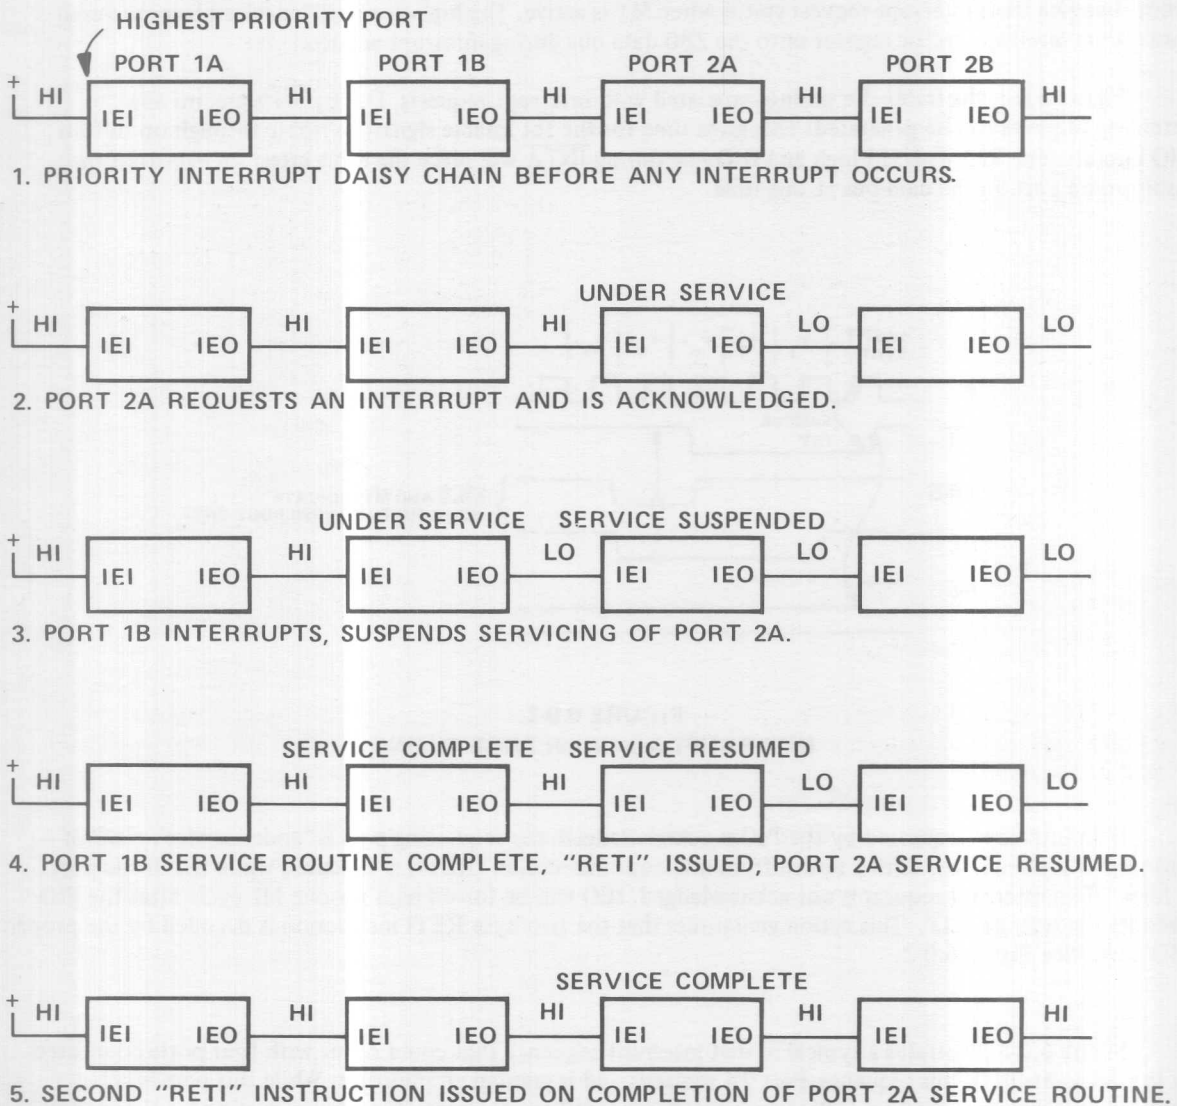 HIGHEST PRIORITY PORT
PORT 1A PORT 1B PORT 2A PORT 2B
+ HI HI HI HI HI
IEI IEO IEI IEO IEI IEO IEI IEO
1. PRIORITY INTERRUPT DAISY CHAIN BEFORE ANY INTERRUPT OCCURS.
UNDER SERVICE
+ HI HI HI LO LO
IEI IEO IEI IEO IEI IEO IEI IEO
2. PORT 2A REQUESTS AN INTERRUPT AND IS ACKNOWLEDGED.
UNDER SERVICE SERVICE SUSPENDED
+ HI HI LO LO LO
IEI IEO IEI IEO IEI IEO IEI IEO
3. PORT 1B INTERRUPTS, SUSPENDS SERVICING OF PORT 2A.
SERVICE COMPLETE SERVICE RESUMED
+ HI HI HI LO LO
IEI IEO IEI IEO IEI IEO IEI IEO
4. PORT 1B SERVICE ROUTINE COMPLETE, "RETI" ISSUED, PORT 2A SERVICE RESUMED.
SERVICE COMPLETE
+ HI HI HI HI HI
IEI IEO IEI IEO IEI IEO IEI IEO
5. SECOND "RETI" INSTRUCTION ISSUED ON COMPLETION OF PORT 2A SERVICE ROUTINE.